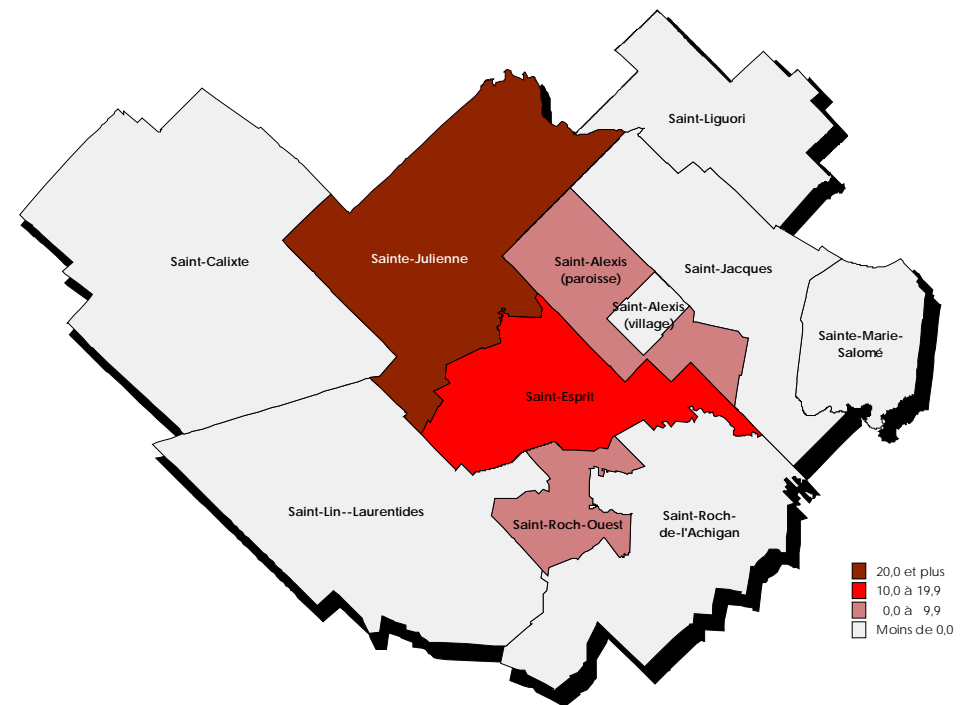 Saint-Liguori
Saint-Calixte
Sainte-Julienne
Saint-Alexis
(paroisse)
Saint-Jacques
Saint-Alexis
(village)
Sainte-Marie-
Salomé
Saint-Esprit
Saint-Lin--Laurentides
Saint-Roch-Ouest
Saint-Roch-
de-l'Achigan
20,0 et plus
10,0 à 19,9
0,0 à 9,9
Moins de 0,0